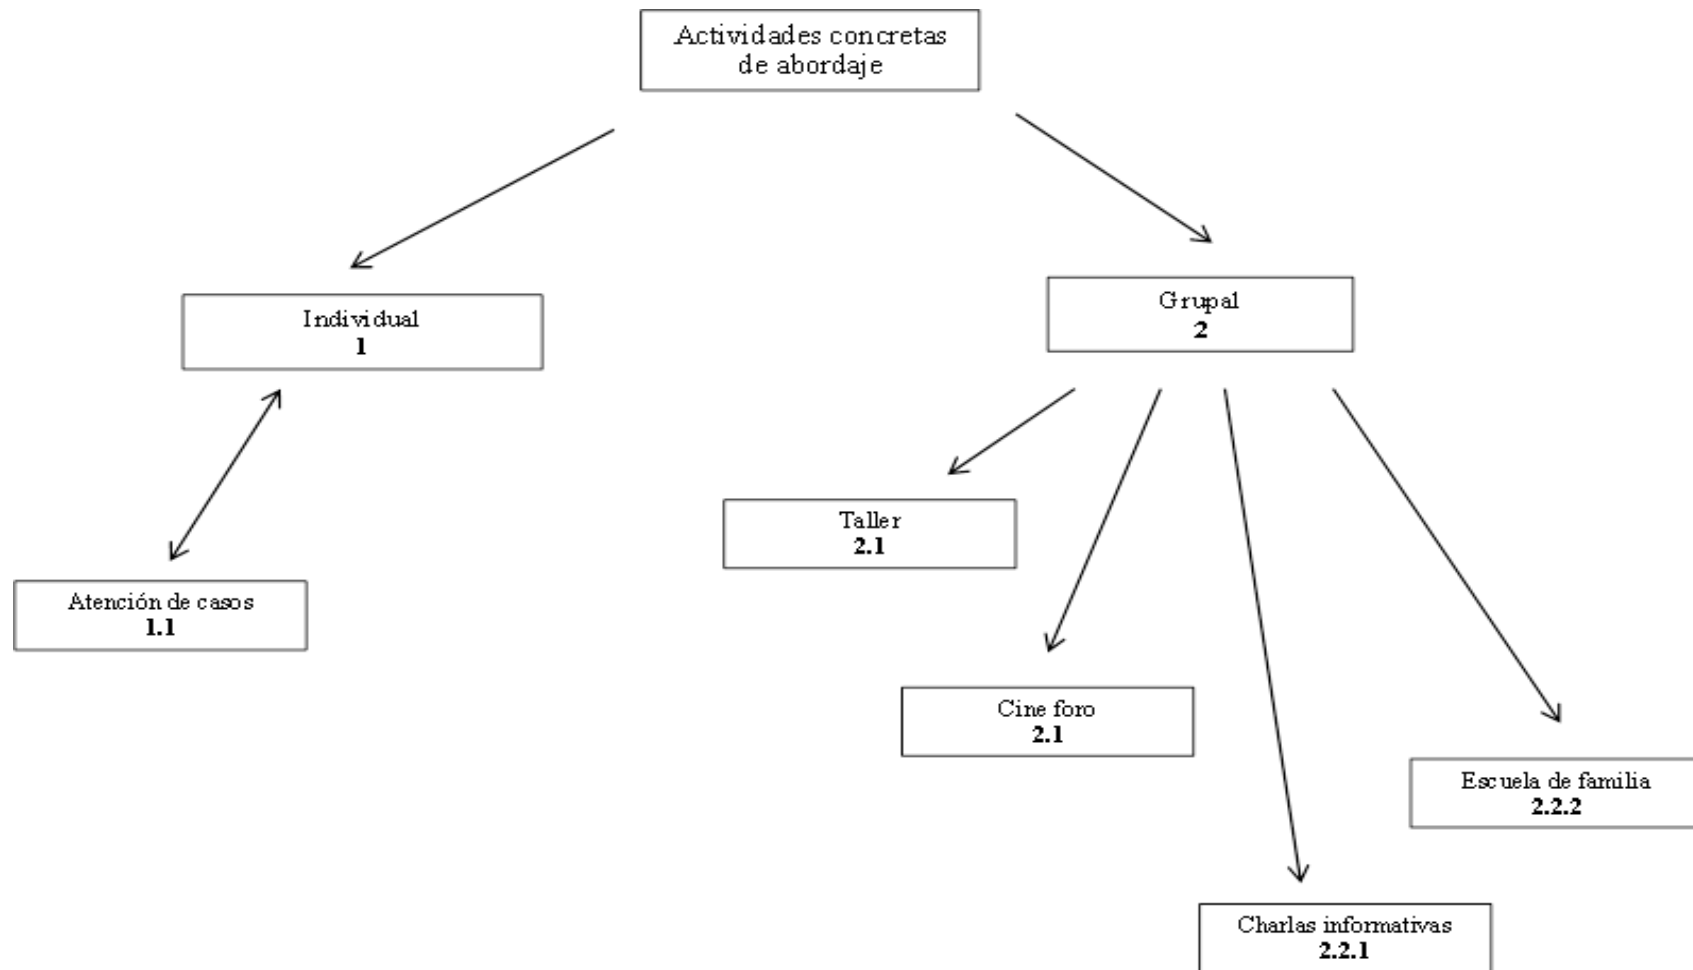 Actividades concretas
de abordaje
Individual
1
Grupal
2
Atención de casos
1.1
Taller
2.1
Cine foro
2.1
Escuela de familia
2.2.2
Charlas informativas
2.2.1